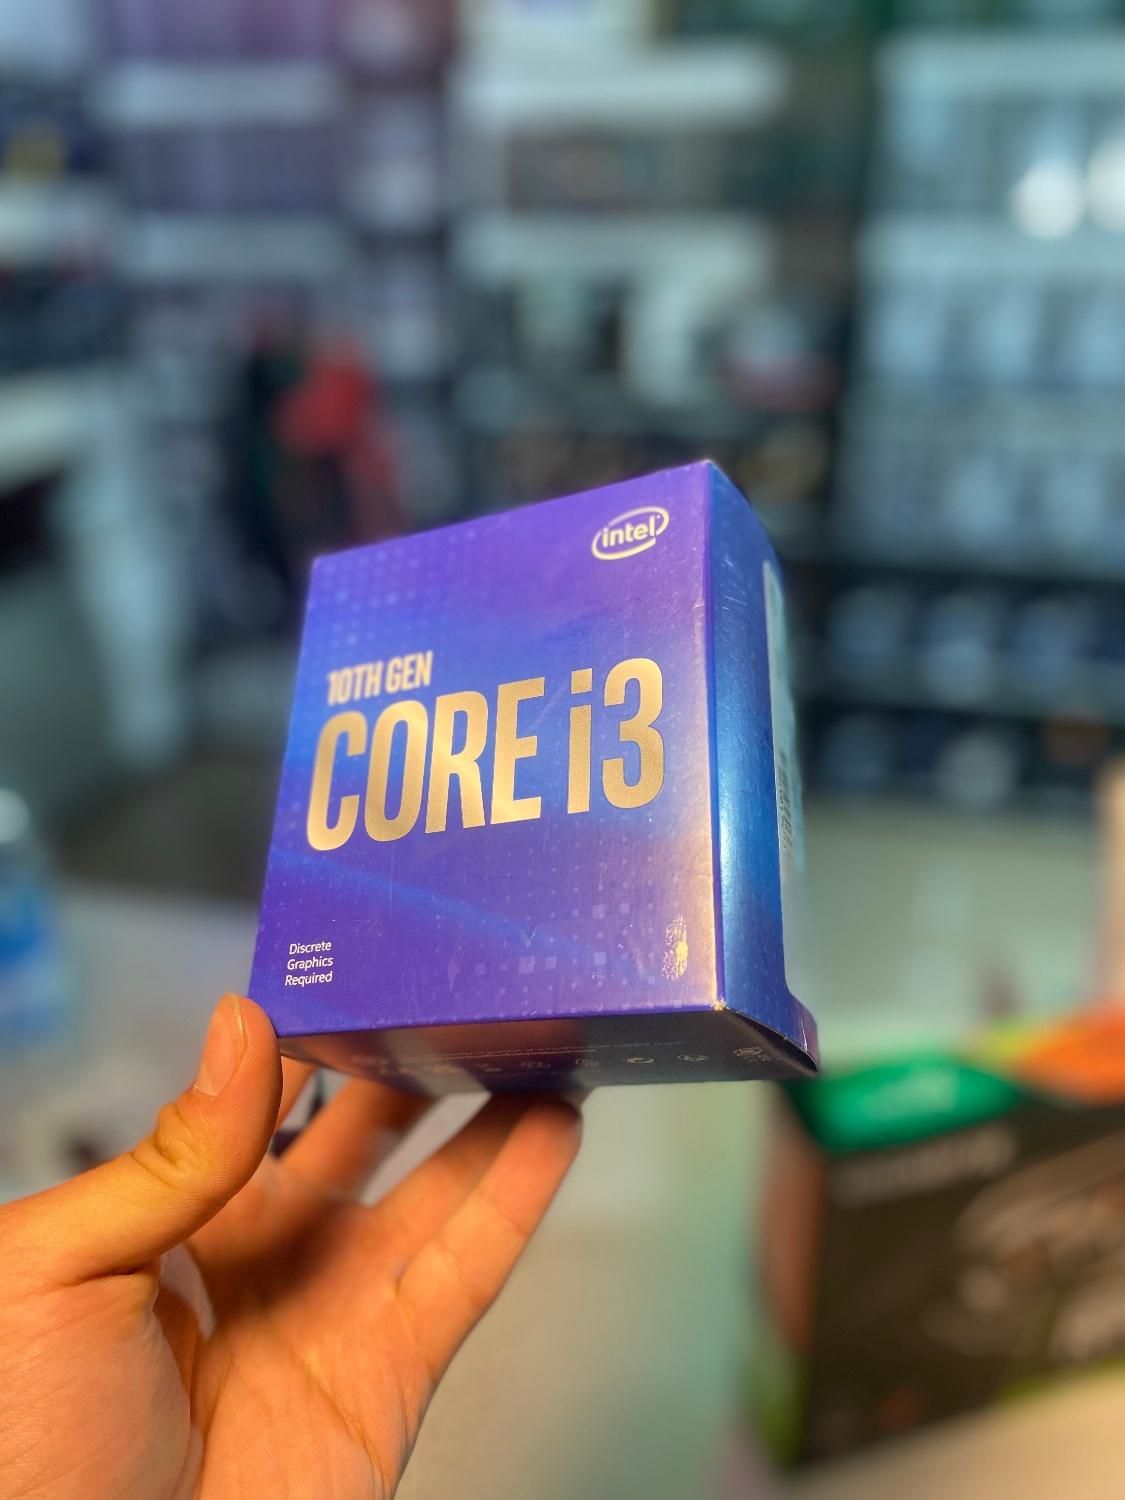 intel
10TH GEN
CORE i3
Discrete
Graphics
Required